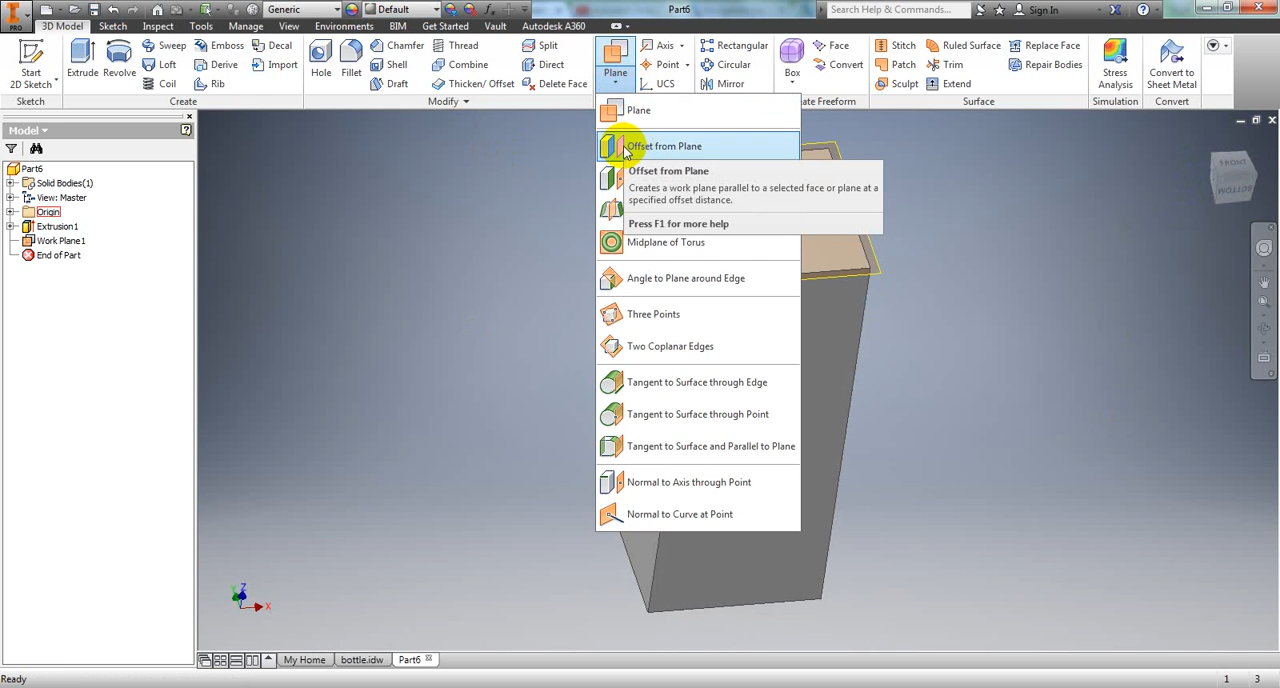 PRO
Generic
Default
Part6
Search Help & Commands...
Sign In
3D Model Sketch Inspect Tools Manage View Environments BIM Get Started Vault Autodesk A360
Start 2D Sketch
Extrude Revolve
Sweep Emboss Decal
Loft Derive Import
Coil Rib
Hole Fillet
Chamfer Thread Split
Shell Combine Direct
Draft Thicken/ Offset Delete Face
Plane
Axis
Point
UCS
Rectangular
Circular
Mirror
Box
Face
Convert
Stitch Ruled Surface Replace Face
Patch Trim Repair Bodies
Sculpt Extend
Stress Analysis
Convert to Sheet Metal
Sketch Create Modify
ate Freeform Surface Simulation Convert
Model
Part6
Solid Bodies(1)
View: Master
Origin
Extrusion1
Work Plane1
End of Part
Plane
Offset from Plane
Offset from Plane
Creates a work plane parallel to a selected face or plane at a
specified offset distance.
Press F1 for more help
Midplane of Torus
Angle to Plane around Edge
Three Points
Two Coplanar Edges
Tangent to Surface through Edge
Tangent to Surface through Point
Tangent to Surface and Parallel to Plane
Normal to Axis through Point
Normal to Curve at Point
FRONT
BOTTOM
Z
Y
X
My Home bottle.idw Part6
Ready
1 3